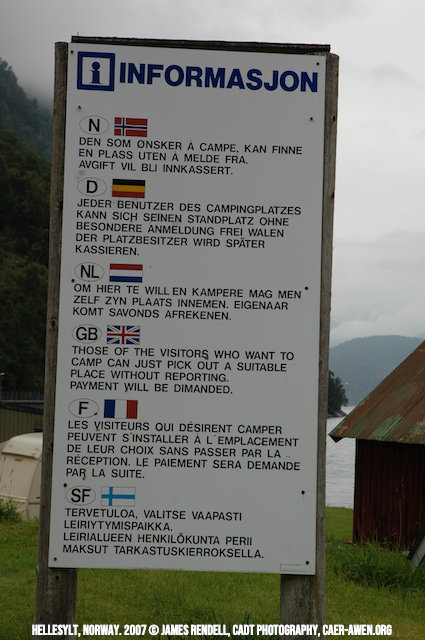 i INFORMASJON
N
DEN SOM ØNSKER Å CAMPE, KAN FINNE
EN PLASS UTEN Å MELDE FRA.
AVGIFT VIL BLI INNKASSERT.
D
JEDER BENUTZER DES CAMPINGPLATZES
KANN SICH SEINEN STANDPLATZ OHNE
BESONDERE ANMELDUNG FREI WALEN
DER PLATZBESITZER WIRD SPÄTER
KASSIEREN.
NL
OM HIER TE WILL EN KAMPERE MAG MEN
ZELF ZYN PLAATS INNEMEN. EIGENAAR
KOMT SAVONDS AFREKENEN.
GB
THOSE OF THE VISITORS WHO WANT TO
CAMP CAN JUST PICK OUT A SUITABLE
PLACE WITHOUT REPORTING.
PAYMENT WILL BE DIMANDED.
F
LES VISITEURS QUI DÉSIRENT CAMPER
PEUVENT S'INSTALLER À L'EMPLACEMENT
DE LEUR CHOIX SANS PASSER PAR LA
RÉCEPTION. LE PAIEMENT SERA DEMANDE
PAR LA SUITE.
SF
TERVETULOA, VALITSE VAAPASTI
LEIRIYTYMISPAIKKA.
LEIRIALUEEN HENKILÖKUNTA PERII
MAKSUT TARKASTUSKIERROKSELLA.
HELLESYLT, NORWAY. 2007 © JAMES RENDELL, CADT PHOTOGRAPHY, CAER-AWEN.ORG